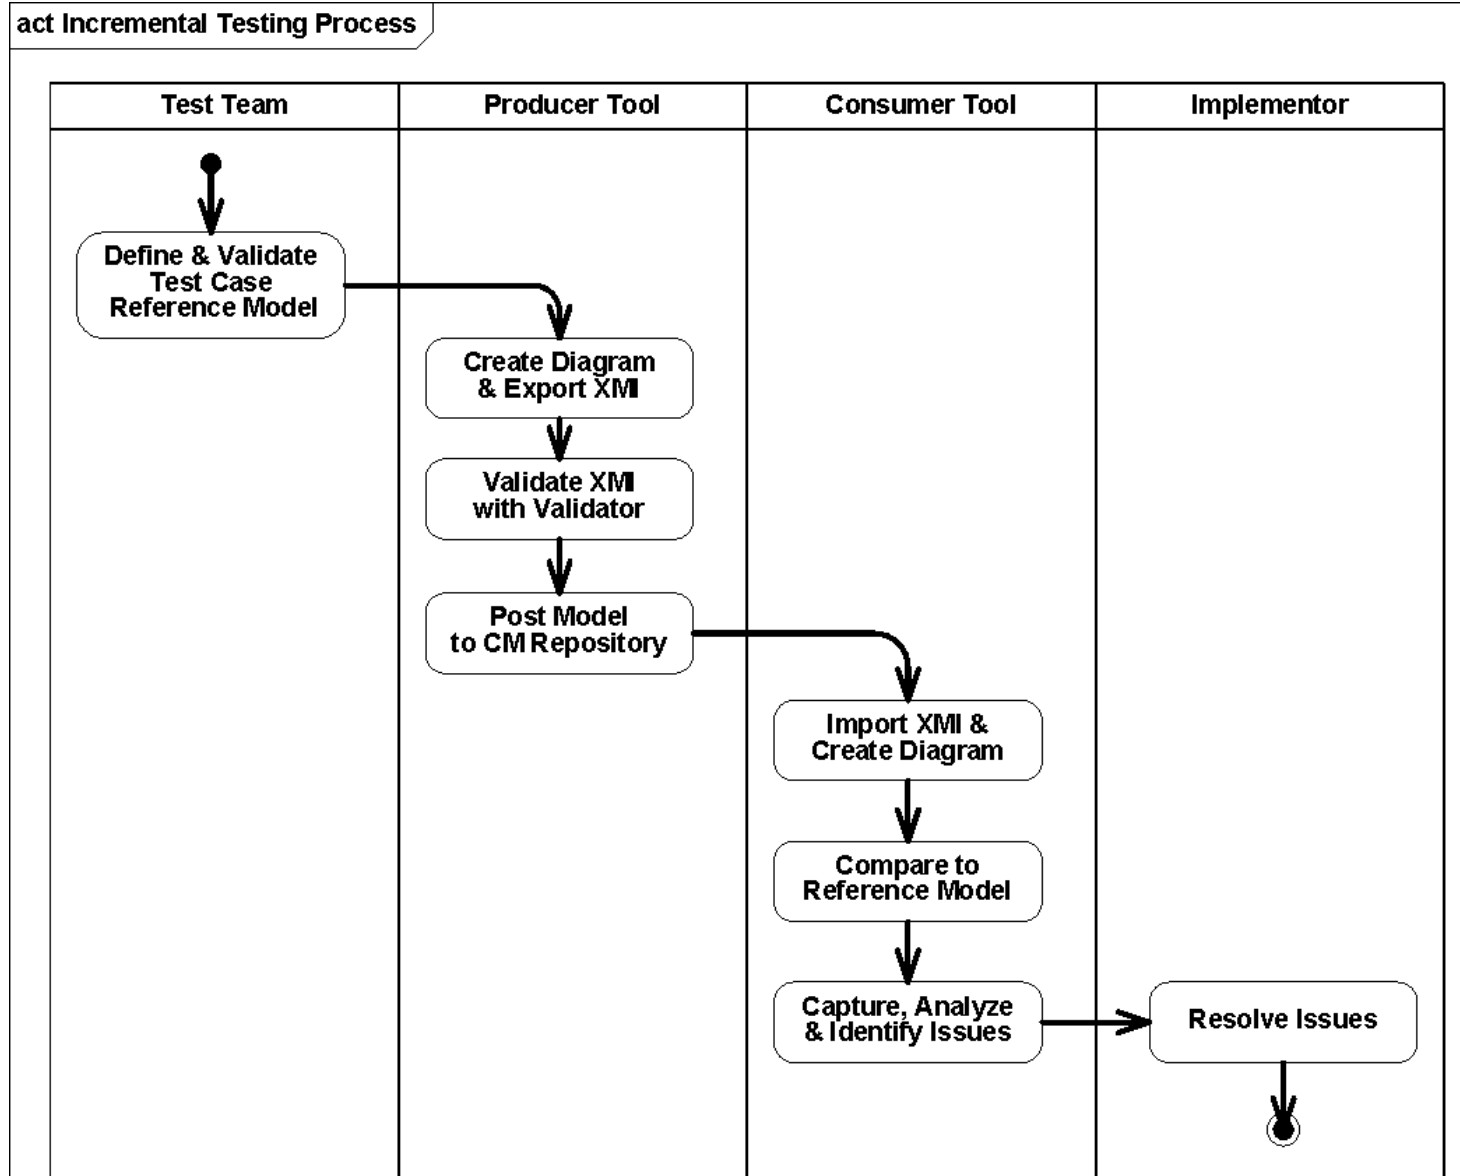 act Incremental Testing Process
Test Team
Producer Tool
Consumer Tool
Implementor
Define & Validate
Test Case
Reference Model
Create Diagram
& Export XMI
Validate XMI
with Validator
Post Model
to CM Repository
Import XMI &
Create Diagram
Compare to
Reference Model
Capture, Analyze
& Identify Issues
Resolve Issues